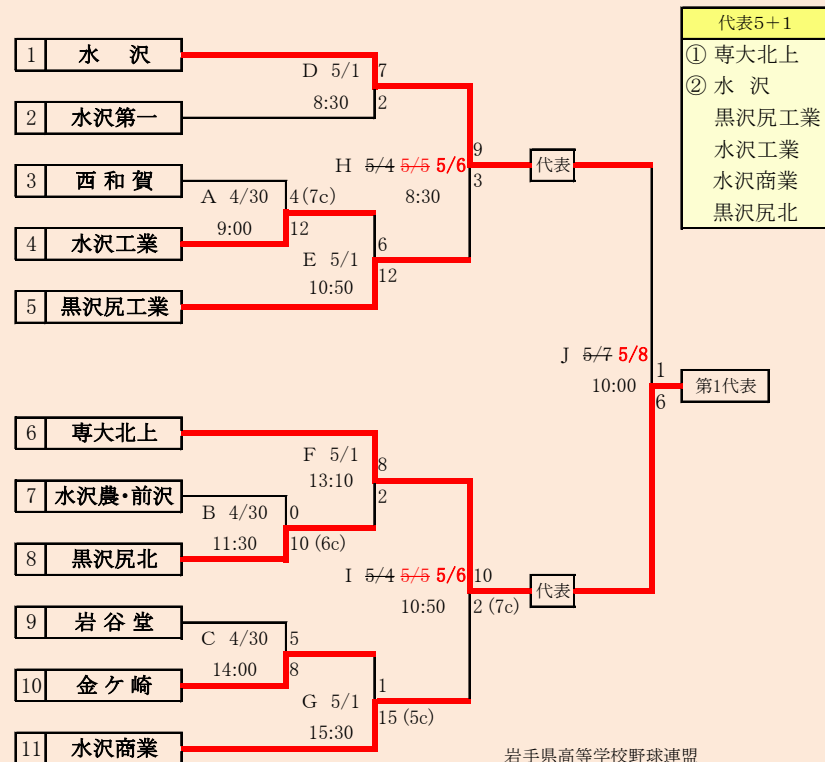 代表5+1
① 専大北上
② 水 沢
黒沢尻工業
水沢工業
水沢商業
黒沢尻北
1 水 沢
D 5/1 7
8:30 2
2 水沢第一
9
H 5/4 5/5 5/6 代表
8:30 3
3 西和賀
A 4/30 4(7c)
9:00 12
4 水沢工業
6
E 5/1
10:50 12
5 黒沢尻工業
J 5/7 5/8
10:00 1
第1代表
6
6 専大北上
F 5/1 8
13:10
2
7 水沢農・前沢
B 4/30 0
11:30 10 (6c)
8 黒沢尻北
I 5/4 5/5 5/6 10
代表
10:50 2 (7c)
9 岩谷堂
C 4/30 5
14:00 8
10 金ケ崎
1
G 5/1
15 (5c)
15:30
11 水沢商業
岩手県高等学校野球連盟